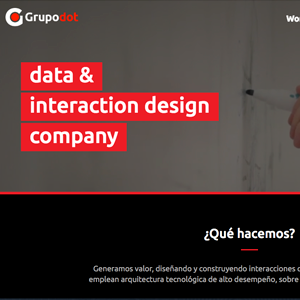 Grupodot
data &
interaction design
company
¿Qué hacemos?
Generamos valor, diseñando y construyendo interacciones
emplean arquitectura tecnológica de alto desempeño, sobre